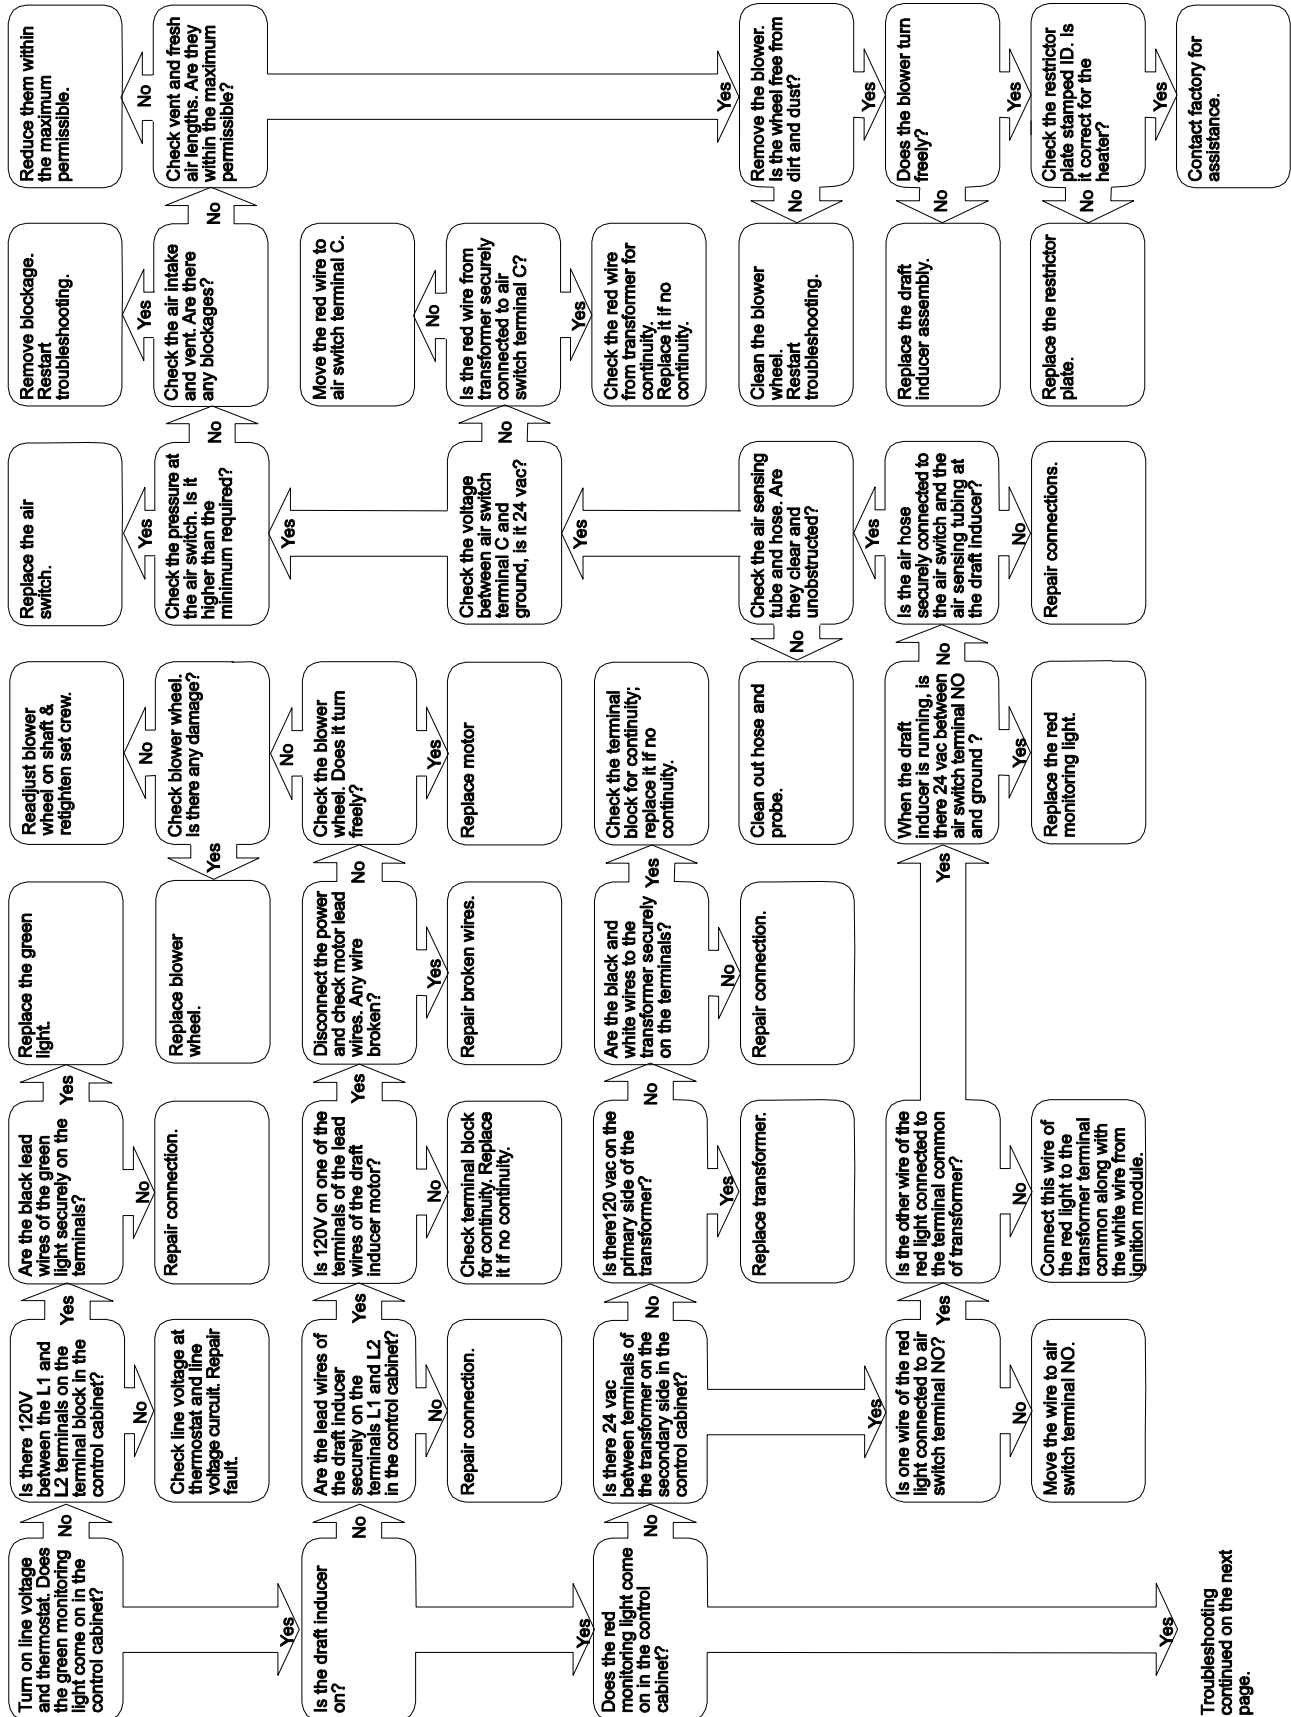 Turn on line voltage
and thermostat. Does
the green monitoring
light come on in the
control cabinet?
No
Is there 120V
between the L1 and
L2 terminals on the
terminal block in the
control cabinet?
Yes
Are the black lead
wires of the green
light securely on the
terminals?
Yes
Replace the green
light.
Readjust blower
wheel on shaft &
retighten set crew.
Replace the air
switch.
Remove blockage.
Restart
troubleshooting.
Reduce them within
the maximum
permissible.
No
No
No
Yes
Yes
No
Check line voltage at
thermostat and line
voltage curcuit. Repair
fault.
Repair connection.
Replace blower
wheel.
Yes
Check blower wheel.
Is there any damage?
Check the pressure at
the air switch. Is it
higher than the
minimum required?
No
Check the air intake
and vent. Are there
any blockages?
No
Check vent and fresh
air lengths. Are they
within the maximum
permissible?
Yes
No
Yes
Is the draft inducer
on?
No
Are the lead wires of
the draft inducer
securely on the
terminals L1 and L2
in the control cabinet?
Yes
Is 120V on one of the
terminals of the lead
wires of the draft
inducer motor?
Yes
Disconnect the power
and check motor lead
wires. Any wire
broken?
No
Check the blower
wheel. Does it turn
freely?
Move the red wire to
air switch terminal C.
No
No
Yes
Yes
No
Repair connection.
Check terminal block
for continuity. Replace
it if no continuity.
Repair broken wires.
Replace motor
Check the voltage
between air switch
terminal C and
ground, is it 24 vac?
No
Is the red wire from
transformer securely
connected to air
switch terminal C?
Yes
Yes
Yes
Does the red
monitoring light come
on in the control
cabinet?
No
Is there 24 vac
between terminals of
the transformer on the
secondary side in the
control cabinet?
No
Is there120 vac on the
primary side of the
transformer?
No
Are the black and
white wires to the
transformer securely
on the terminals?
Yes
Check the terminal
block for continuity;
replace it if no
continuity.
Check the red wire
from transformer for
continuity.
Replace it if no
continuity.
Yes
No
Yes
Replace transformer.
Repair connection.
Clean out hose and
probe.
No
Check the air sensing
tube and hose. Are
they clear and
unobstructed?
Clean the blower
wheel.
Restart
troubleshooting.
No
Remove the blower.
Is the wheel free from
dirt and dust?
Yes
Yes
Yes
Is one wire of the red
light connected to air
switch terminal NO?
Yes
Is the other wire of the
red light connected to
the terminal common
of transformer?
Yes
When the draft
inducer is running, is
there 24 vac between
air switch terminal NO
and ground ?
No
Is the air hose
securely connected to
the air switch and the
air sensing tubing at
the draft inducer?
Replace the draft
inducer assembly.
No
Does the blower turn
freely?
No
No
Yes
No
Yes
Move the wire to air
switch terminal NO.
Connect this wire of
the red light to the
transformer terminal
common along with
the white wire from
ignition module.
Replace the red
monitoring light.
Repair connections.
Replace the restrictor
plate.
No
Check the restrictor
plate stamped ID. Is
it correct for the
heater?
Yes
Yes
Troubleshooting
continued on the next
page.
Contact factory for
assistance.